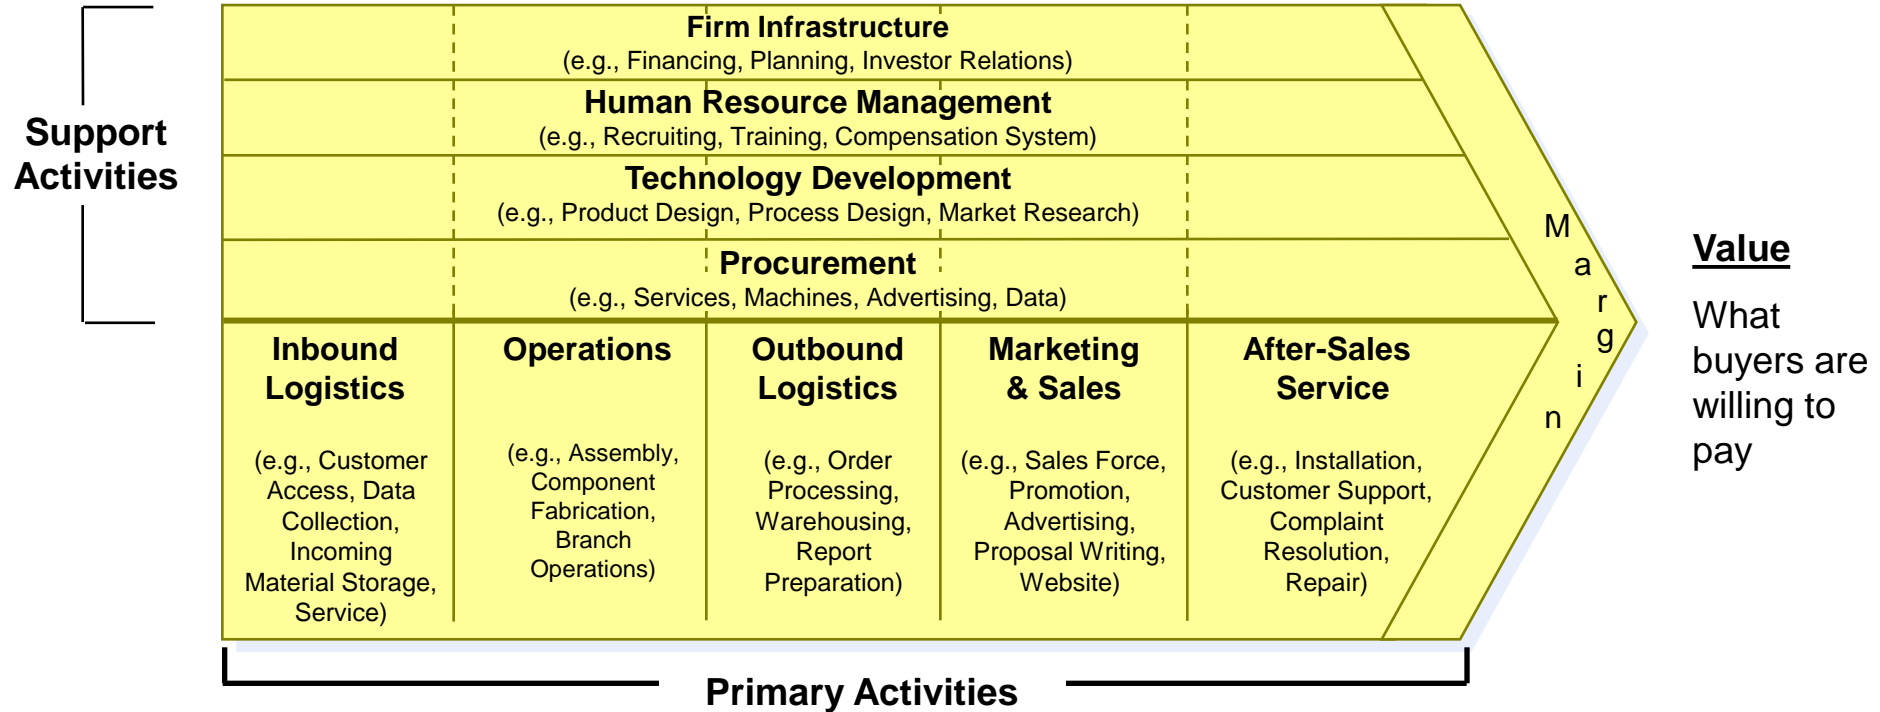 Support
Activities
Firm Infrastructure
(e.g., Financing, Planning, Investor Relations)
Human Resource Management
(e.g., Recruiting, Training, Compensation System)
Technology Development
(e.g., Product Design, Process Design, Market Research)
Procurement
(e.g., Services, Machines, Advertising, Data)
Inbound
Logistics
(e.g., Customer
Access, Data
Collection,
Incoming
Material Storage,
Service)
Operations
(e.g., Assembly,
Component
Fabrication,
Branch
Operations)
Outbound
Logistics
(e.g., Order
Processing,
Warehousing,
Report
Preparation)
Marketing
& Sales
(e.g., Sales Force,
Promotion,
Advertising,
Proposal Writing,
Website)
After-Sales
Service
(e.g., Installation,
Customer Support,
Complaint
Resolution,
Repair)
Margin
Value
What
buyers are
willing to
pay
Primary Activities